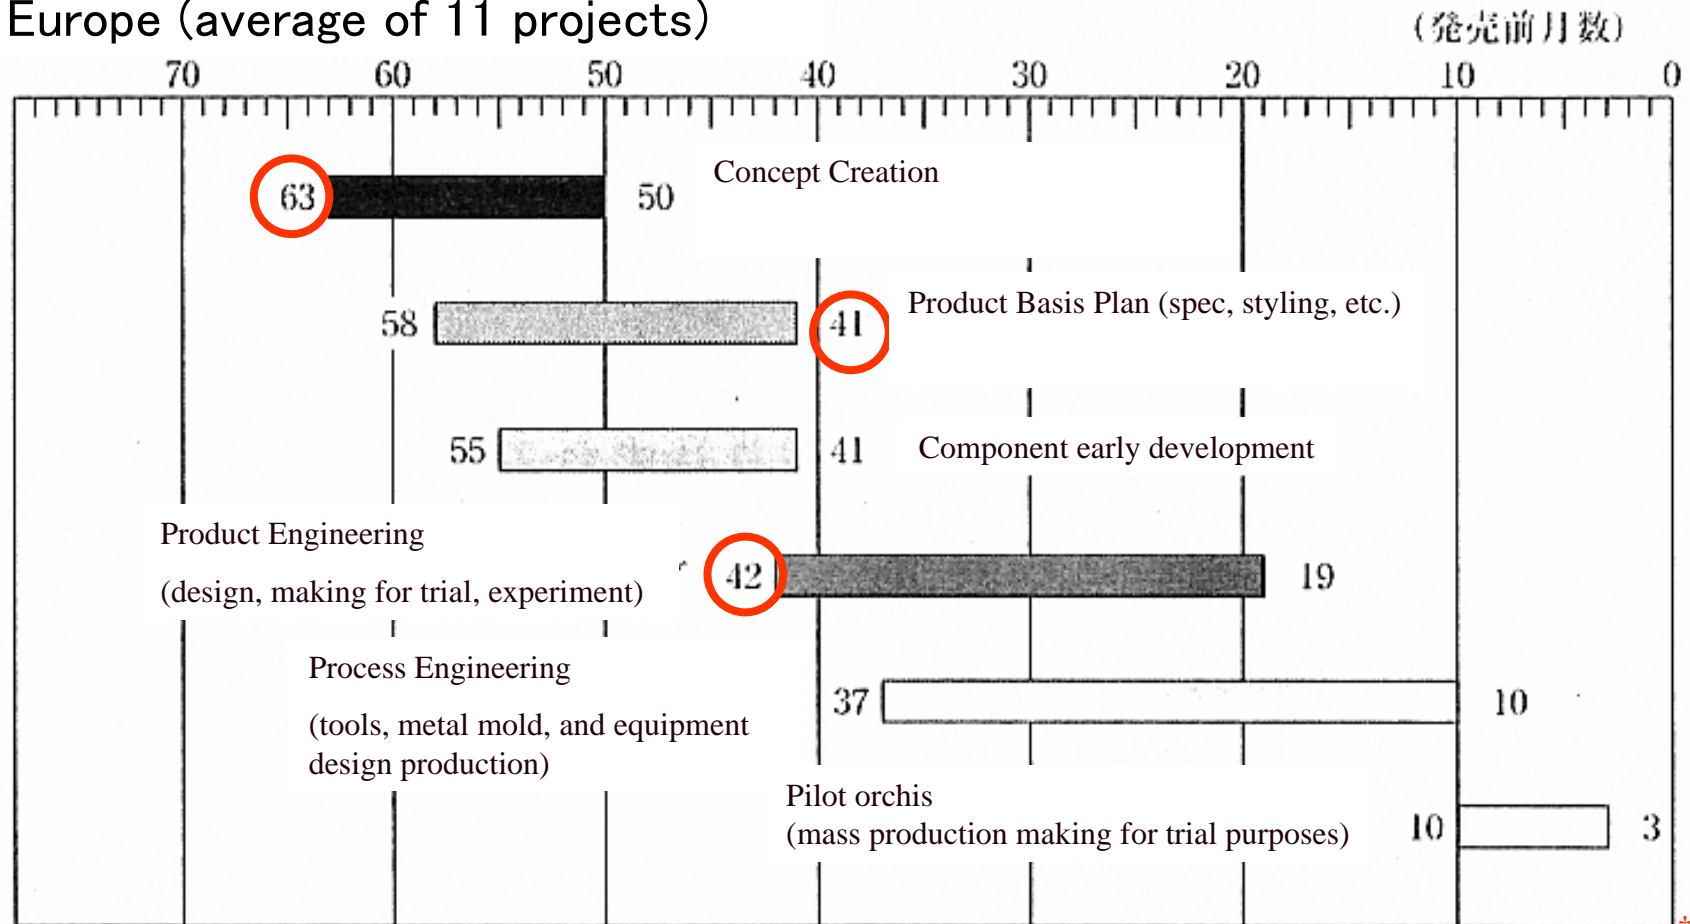 Europe (average of 11 projects)
(発売前月数)
70 60 50 40 30 20 10 0
63 50 Concept Creation
58 41 Product Basis Plan (spec, styling, etc.)
55 41 Component early development
Product Engineering
(design, making for trial, experiment)
42 19
Process Engineering
37 10
(tools, metal mold, and equipment
design production)
Pilot orchis
(mass production making for trial purposes)
10 3